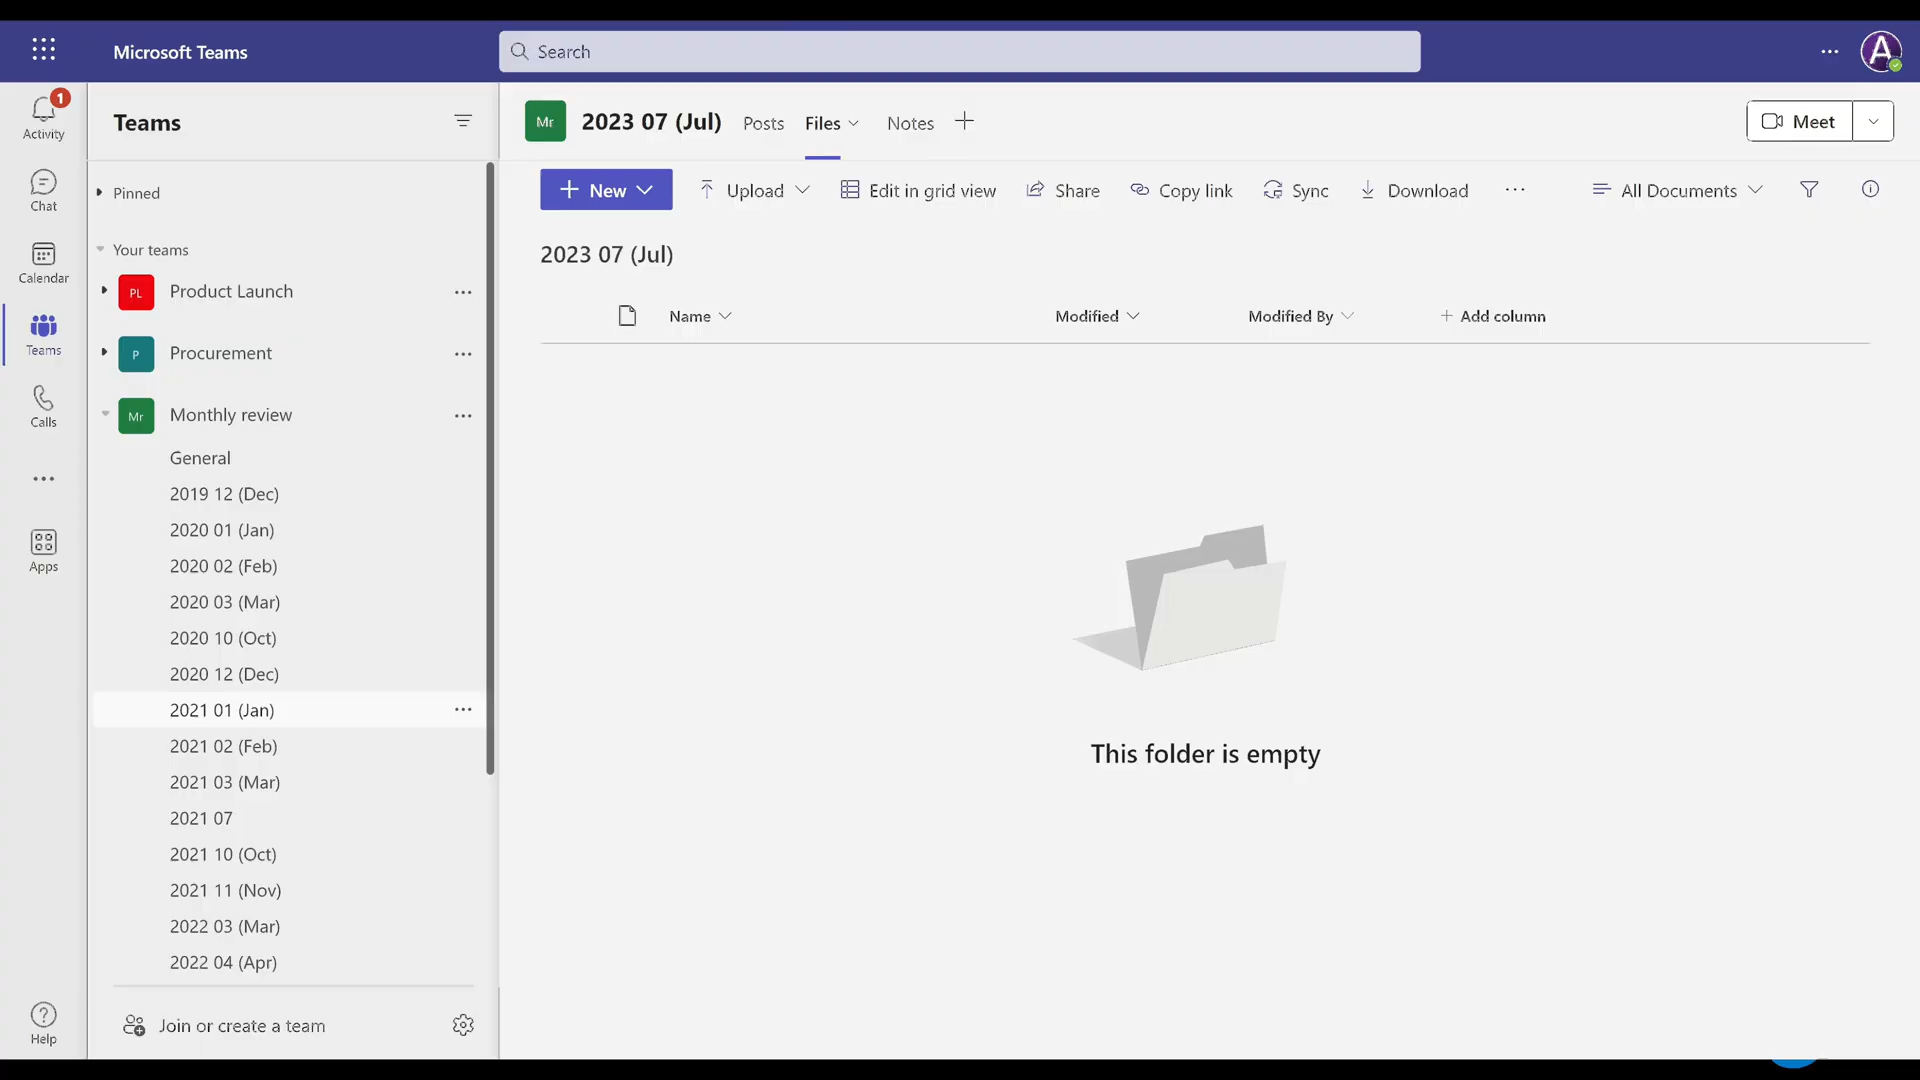 Microsoft Teams
Search
A
1
Activity
Chat
Calendar
Teams
Calls
Apps
Help
Teams
Pinned
Your teams
PL Product Launch
P Procurement
Mr Monthly review
General
2019 12 (Dec)
2020 01 (Jan)
2020 02 (Feb)
2020 03 (Mar)
2020 10 (Oct)
2020 12 (Dec)
2021 01 (Jan)
2021 02 (Feb)
2021 03 (Mar)
2021 07
2021 10 (Oct)
2021 11 (Nov)
2022 03 (Mar)
2022 04 (Apr)
Join or create a team
Mr 2023 07 (Jul) Posts Files Notes
Meet
New Upload Edit in grid view Share Copy link Sync Download All Documents
2023 07 (Jul)
Name Modified Modified By Add column
This folder is empty